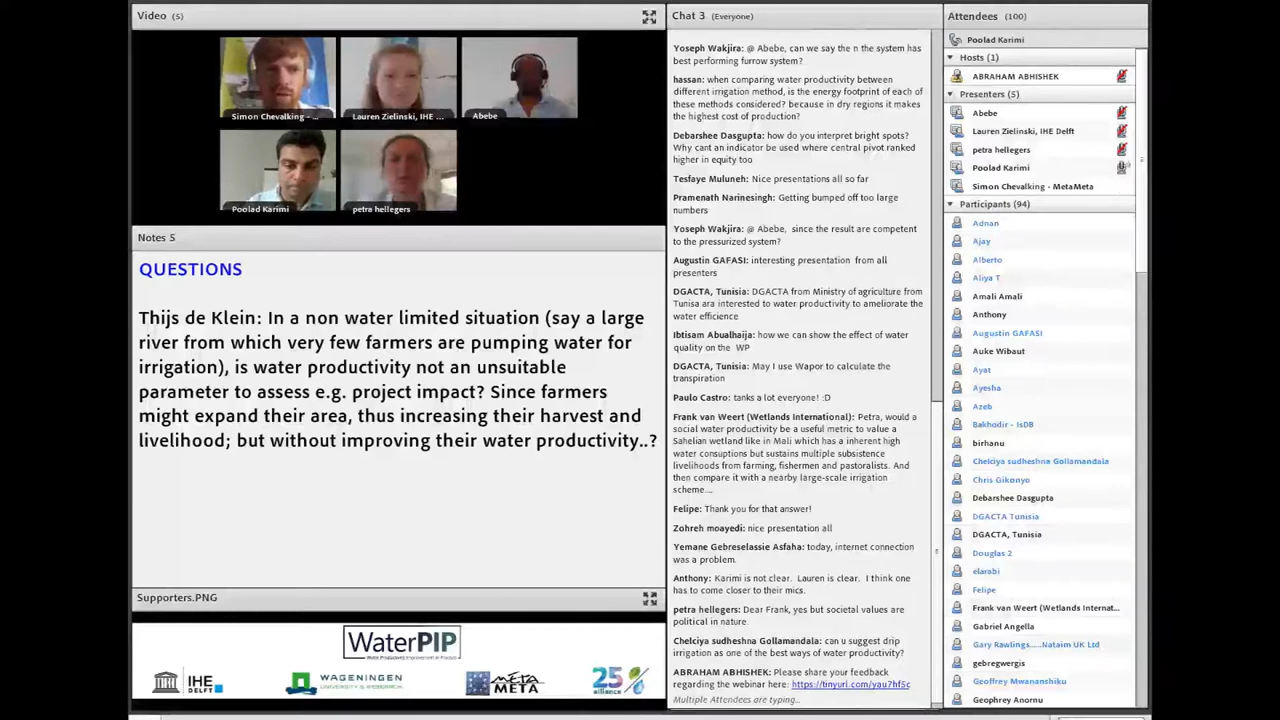 Video (5)
Simon Chevalking - ...
Lauren Zielinski, IHE ...
Abebe
Poolad Karimi
petra hellegers
Notes 5
QUESTIONS
Thijs de Klein: In a non water limited situation (say a large
river from which very few farmers are pumping water for
irrigation), is water productivity not an unsuitable
parameter to assess e.g. project impact? Since farmers
might expand their area, thus increasing their harvest and
livelihood; but without improving their water productivity..?
Supporters.PNG
WaterPIP
IHE
DELFT
WAGENINGEN
UNIVERSITY & RESEARCH
META
META
25
alliance
Chat 3 (Everyone)
Yoseph Wakjira: @ Abebe, can we say the n the system has
best performing furrow system?
hassan: when comparing water productivity between
different irrigation method, is the energy footprint of each of
these methods considered? because in dry regions it makes
the highest cost of production?
Debarshee Dasgupta: how do you interpret bright spots?
Why cant an indicator be used where central pivot ranked
higher in equity too
Tesfaye Muluneh: Nice presentations all so far
Pramenath Narinesingh: Getting bumped off too large
numbers
Yoseph Wakjira: @ Abebe, since the result are competent
to the pressurized system?
Augustin GAFASI: interesting presentation from all
presenters
DGACTA, Tunisia: DGACTA from Ministry of agriculture from
Tunisa ara interested to water productivity to ameliorate the
water efficience
Ibtisam Abualhaija: how we can show the effect of water
quality on the WP
DGACTA, Tunisia: May I use Wapor to calculate the
transpiration
Paulo Castro: tanks a lot everyone! :D
Frank van Weert (Wetlands International): Petra, would a
social water productivity be a useful metric to value a
Sahelian wetland like in Mali which has a inherent high
water consuptions but sustains multiple subsistence
livelihoods from farming, fishermen and pastoralists. And
then compare it with a nearby large-scale irrigation
scheme....
Felipe: Thank you for that answer!
Zohreh moayedi: nice presentation all
Yemane Gebreselassie Asfaha: today, internet connection
was a problem.
Anthony: Karimi is not clear. Lauren is clear. I think one
has to come closer to their mics.
petra hellegers: Dear Frank, yes but societal values are
political in nature.
Chelciya sudheshna Gollamandala: can u suggest drip
irrigation as one of the best ways of water productivity?
ABRAHAM ABHISHEK: Please share your feedback
regarding the webinar here: https://tinyurl.com/yau7hf5c
Multiple Attendees are typing...
Attendees (100)
Poolad Karimi
Hosts (1)
ABRAHAM ABHISHEK
Presenters (5)
Abebe
Lauren Zielinski, IHE Delft
petra hellegers
Poolad Karimi
Simon Chevalking - MetaMeta
Participants (94)
Adnan
Ajay
Alberto
Aliya T
Amali Amali
Anthony
Augustin GAFASI
Auke Wibaut
Ayat
Ayesha
Azeb
Bakhodir - IsDB
birhanu
Chelciya sudheshna Gollamandala
Chris Gikonyo
Debarshee Dasgupta
DGACTA Tunisia
DGACTA, Tunisia
Douglas 2
elarabi
Felipe
Frank van Weert (Wetlands Internat...
Gabriel Angella
Gary Rawlings.....Nataim UK Ltd
gebregwergis
Geoffrey Mwananshiku
Geophrey Anornu